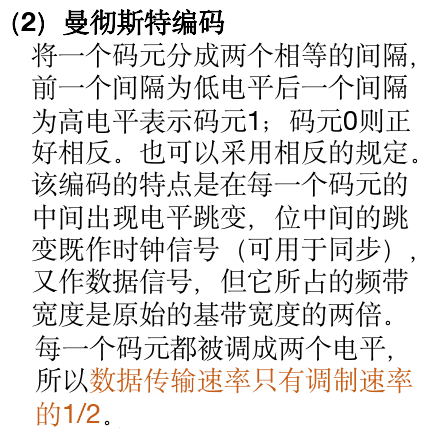 (2) 曼彻斯特编码
将一个码元分成两个相等的间隔，
前一个间隔为低电平后一个间隔
为高电平表示码元1；码元0则正
好相反。也可以采用相反的规定。
该编码的特点是在每一个码元的
中间出现电平跳变，位中间的跳
变既作时钟信号（可用于同步），
又作数据信号，但它所占的频带
宽度是原始的基带宽度的两倍。
每一个码元都被调成两个电平，
所以数据传输速率只有调制速率
的1/2。